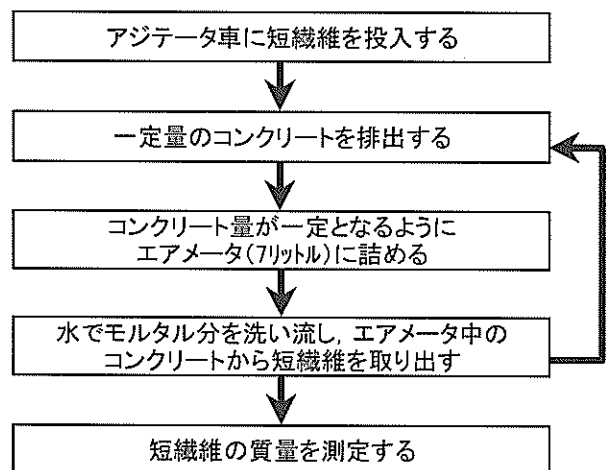 アジテータ車に短繊維を投入する
一定量のコンクリートを排出する
コンクリート量が一定となるように
エアメータ(7リットル)に詰める
水でモルタル分を洗い流し，エアメータ中の
コンクリートから短繊維を取り出す
短繊維の質量を測定する